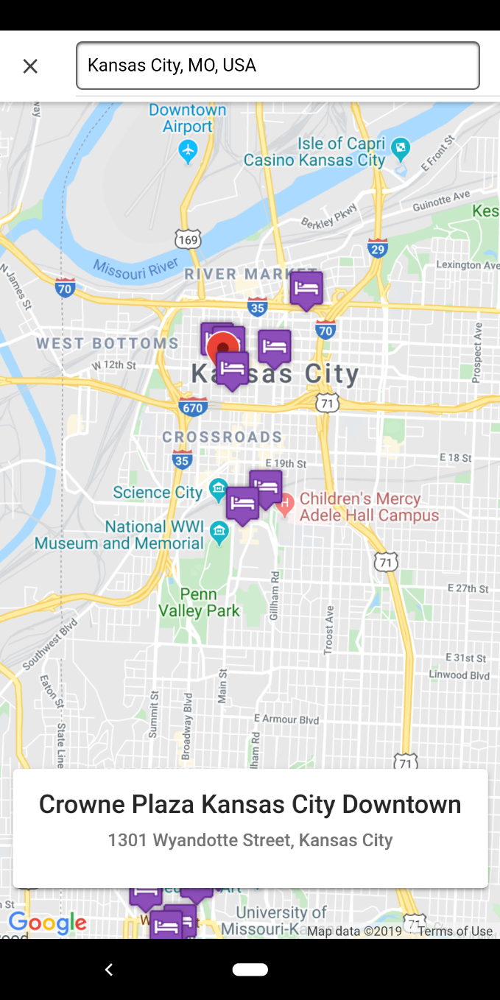 Kansas City, MO, USA
way
Downtown
Airport
Isle of Capri
Casino Kansas City
E Front St
Guinotte Ave
Berkley Pkwy
Kes
169
29
Missouri River
RIVER MARKET
Lexington Ave
N James St
70
35
70
WEST BOTTOMS
Prospect Ave
W 12th St
Kansas City
670
71
CROSSROADS
35
E 18 St
E 19th St
Science City
Children's Mercy
Adele Hall Campus
National WWI
Museum and Memorial
71
Gillham Rd
E 27th St
Penn
Valley Park
Troost Ave
Southwest Blvd
E 31st St
Linwood Blvd
Eaton St
Main St
Summit St
Broadway Blvd
E Armour Blvd
State Line
lham Rd
71
Crowne Plaza Kansas City Downtown
1301 Wyandotte Street, Kansas City
Art
n St
University of
Missouri-Ka
Google
71
Map data ©2019
Terms of Use